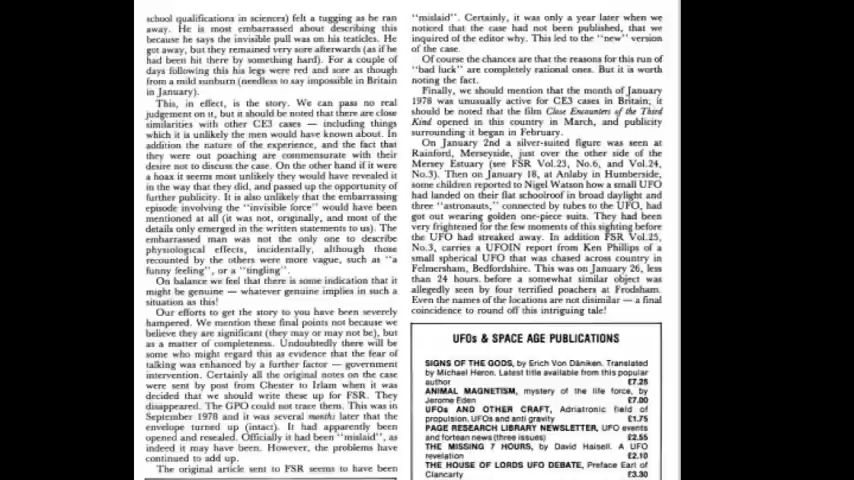 school qualifications in sciences) felt a tugging as he ran
away. He is most embarrassed about describing this
because he says the invisible pull was on his testicles. He
got away, but they remained very sore afterwards (as if he
had been hit there by something hard). For a couple of
days following this his legs were red and sore as though
from a mild sunburn (needless to say impossible in Britain
in January).
This, in effect, is the story. We can pass no real
judgement on it, but it should be noted that there are close
similarities with other CE3 cases — including things
which it is unlikely the men would have known about. In
addition the nature of the experience, and the fact that
they were out poaching are commensurate with their
desire not to discuss the case. On the other hand if it were
a hoax it seems most unlikely they would have revealed it
in the way that they did, and passed up the opportunity of
further publicity. It is also unlikely that the embarrassing
episode involving the "invisible force" would have been
mentioned at all (it was not, originally, and most of the
details only emerged in the written statements to us). The
embarrassed man was not the only one to describe
physiological effects, incidentally, although those
recounted by the others were more vague, such as "a
funny feeling", or a "tingling".
On balance we feel that there is some indication that it
might be genuine — whatever genuine implies in such a
situation as this!
Our efforts to get the story to you have been severely
hampered. We mention these final points not because we
believe they are significant (they may or may not be), but
as a matter of completeness. Undoubtedly there will be
some who might regard this as evidence that the fear of
talking was enhanced by a further factor — government
intervention. Certainly all the original notes on the case
were sent by post from Chester to Irlam when it was
decided that we should write these up for FSR. They
disappeared. The GPO could not trace them. This was in
September 1978 and it was several months later that the
envelope turned up (intact). It had apparently been
opened and resealed. Officially it had been "mislaid", as
indeed it may have been. However, the problems have
continued to add up.
The original article sent to FSR seems to have been
"mislaid". Certainly, it was only a year later when we
noticed that the case had not been published, that we
inquired of the editor why. This led to the "new" version
of the case.
Of course the chances are that the reasons for this run of
"bad luck" are completely rational ones. But it is worth
noting the fact.
Finally, we should mention that the month of January
1978 was unusually active for CE3 cases in Britain; it
should be noted that the film Close Encounters of the Third
Kind opened in this country in March, and publicity
surrounding it began in February.
On January 2nd a silver-suited figure was seen at
Rainford, Merseyside, just over the other side of the
Mersey Estuary (see FSR Vol.23, No.6, and Vol.24,
No.3). Then on January 18, at Anlaby in Humberside,
some children reported to Nigel Watson how a small UFO
had landed on their flat schoolroof in broad daylight and
three "astronauts," connected by tubes to the UFO, had
got out wearing golden one-piece suits. They had been
very frightened for the few moments of this sighting before
the UFO had streaked away. In addition FSR Vol.25,
No.3, carries a UFOIN report from Ken Phillips of a
small spherical UFO that was chased across country in
Felmersham, Bedfordshire. This was on January 26, less
than 24 hours before a somewhat similar object was
allegedly seen by four terrified poachers at Frodsham.
Even the names of the locations are not disimilar — a final
coincidence to round off this intriguing tale!
UFOs & SPACE AGE PUBLICATIONS
SIGNS OF THE GODS, by Erich Von Däniken. Translated
by Michael Heron. Latest title available from this popular
author £7.25
ANIMAL MAGNETISM, mystery of the life force, by
Jerome Eden £7.00
UFOs AND OTHER CRAFT, Adriatronic field of
propulsion. UFOs and anti gravity £1.75
PAGE RESEARCH LIBRARY NEWSLETTER, UFO events
and fortean news (three issues) £2.55
THE MISSING 7 HOURS, by David Haisell. A UFO
revelation £2.10
THE HOUSE OF LORDS UFO DEBATE, Preface Earl of
Clancarty £3.30